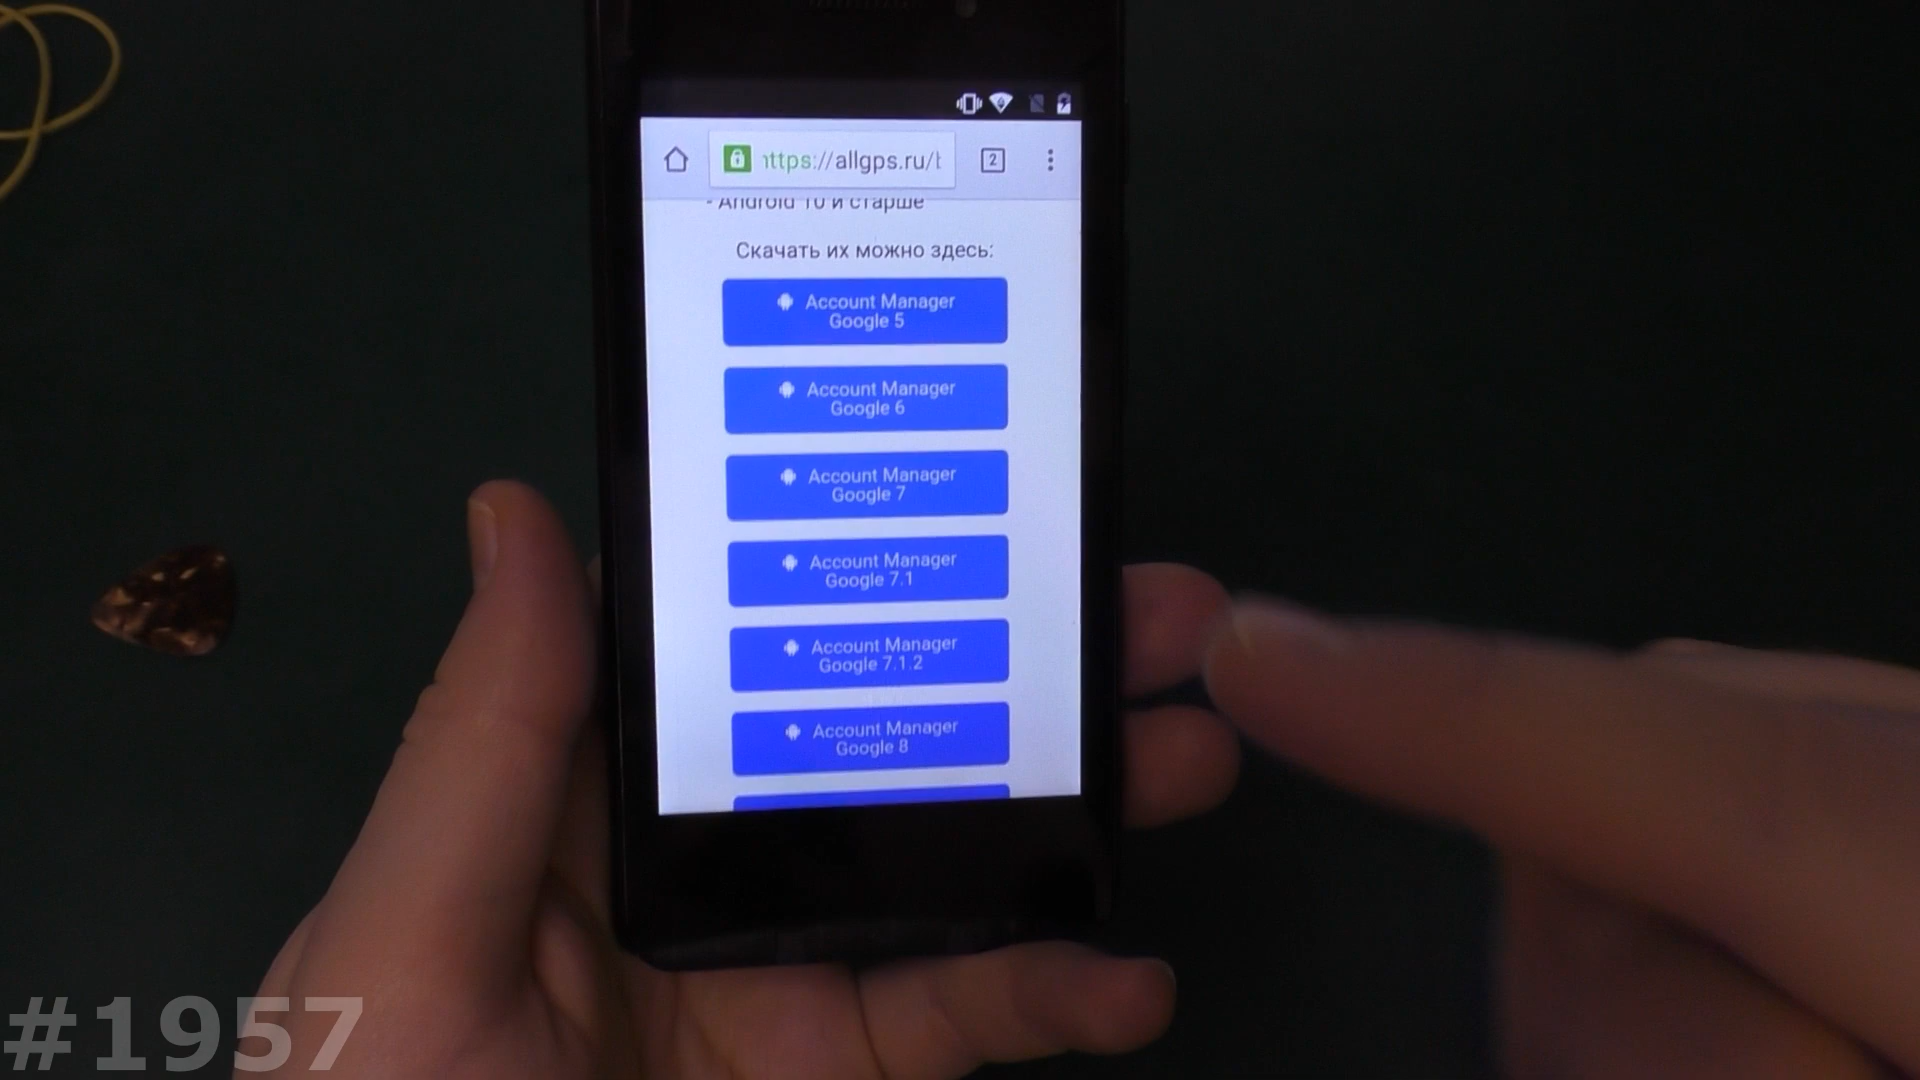 https://allgps.ru/b
2
- Android 10 и старше
Скачать их можно здесь:
Account Manager
Google 5
Account Manager
Google 6
Account Manager
Google 7
Account Manager
Google 7.1
Account Manager
Google 7.1.2
Account Manager
Google 8
#1957